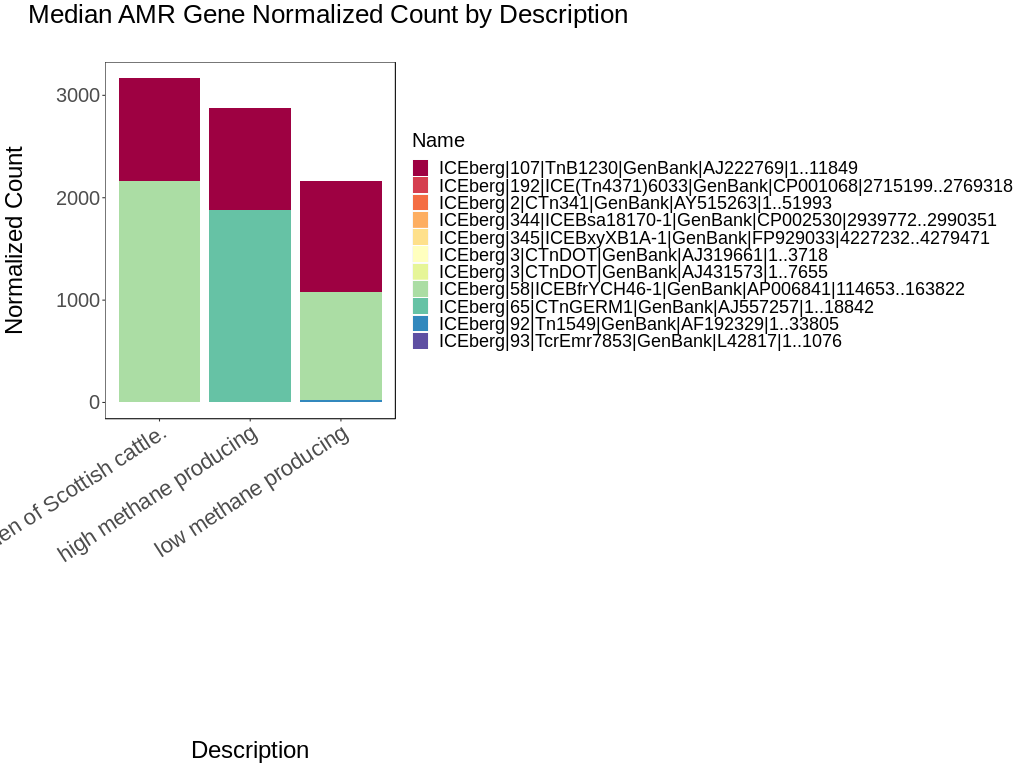 Median AMR Gene Normalized Count by Description
Normalized Count
3000
2000
1000
0
of Scottish cattle.
high methane producing
low methane producing
Description
Name
ICEberg|107|TnB1230|GenBank|AJ222769|1..11849
ICEberg|192|ICE(Tn4371)6033|GenBank|CP001068|2715199..2769318
ICEberg|2|CTn341|GenBank|AY515263|1..51993
ICEberg|344|ICEBsa18170-1|GenBank|CP002530|2939772..2990351
ICEberg|345|ICEBxyXB1A-1|GenBank|FP929033|4227232..4279471
ICEberg|3|CTnDOT|GenBank|AJ319661|1..3718
ICEberg|3|CTnDOT|GenBank|AJ431573|1..7655
ICEberg|58|ICEBfrYCH46-1|GenBank|AP006841|114653..163822
ICEberg|65|CTnGERM1|GenBank|AJ557257|1..18842
ICEberg|92|Tn1549|GenBank|AF192329|1..33805
ICEberg|93|TcrEmr7853|GenBank|L42817|1..1076